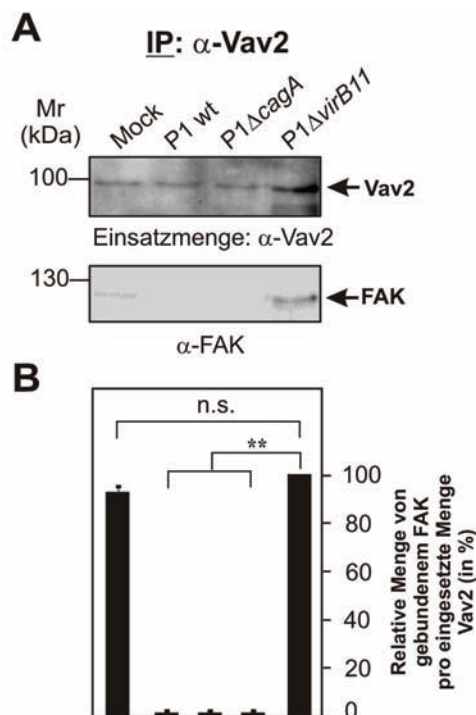 A
IP: α-Vav2
Mr
(kDa)
Mock
P1 wt
P1ΔcagA
P1ΔvirB11
100
Vav2
Einsatzmenge: α-Vav2
130
FAK
α-FAK
B
n.s.
**
100
80
60
40
20
0
Relative Menge von
gebundenem FAK
pro eingesetzte Menge
Vav2 (in %)